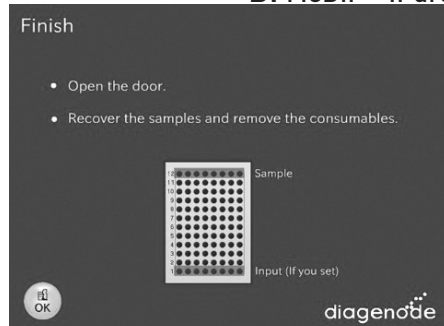 Finish
• Open the door.
• Recover the samples and remove the consumables.
12
11
10
9
8
7
6
5
4
3
2
1
Sample
Input (If you set)
OK
diagenode